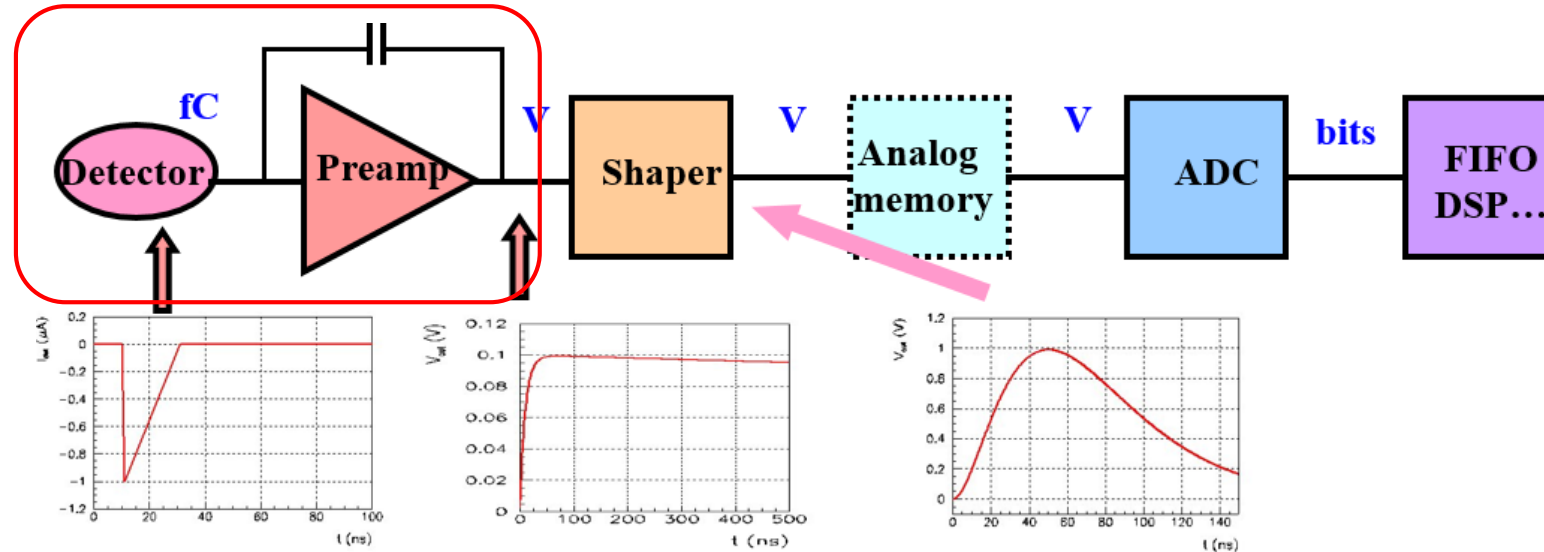 fC
V
V
V
bits
Detector
Preamp
Shaper
Analog
memory
ADC
FIFO
DSP…
0.2
0
−0.2
−0.4
−0.6
−0.8
−1
−1.2
0
20
40
60
80
100
t (ns)
V out (V)
0.12
0.1
0.08
0.06
0.04
0.02
0
0
100
200
300
400
500
t (ns)
V out (V)
1.2
1
0.8
0.6
0.4
0.2
0
0
20
40
60
80
100
120
140
t (ns)